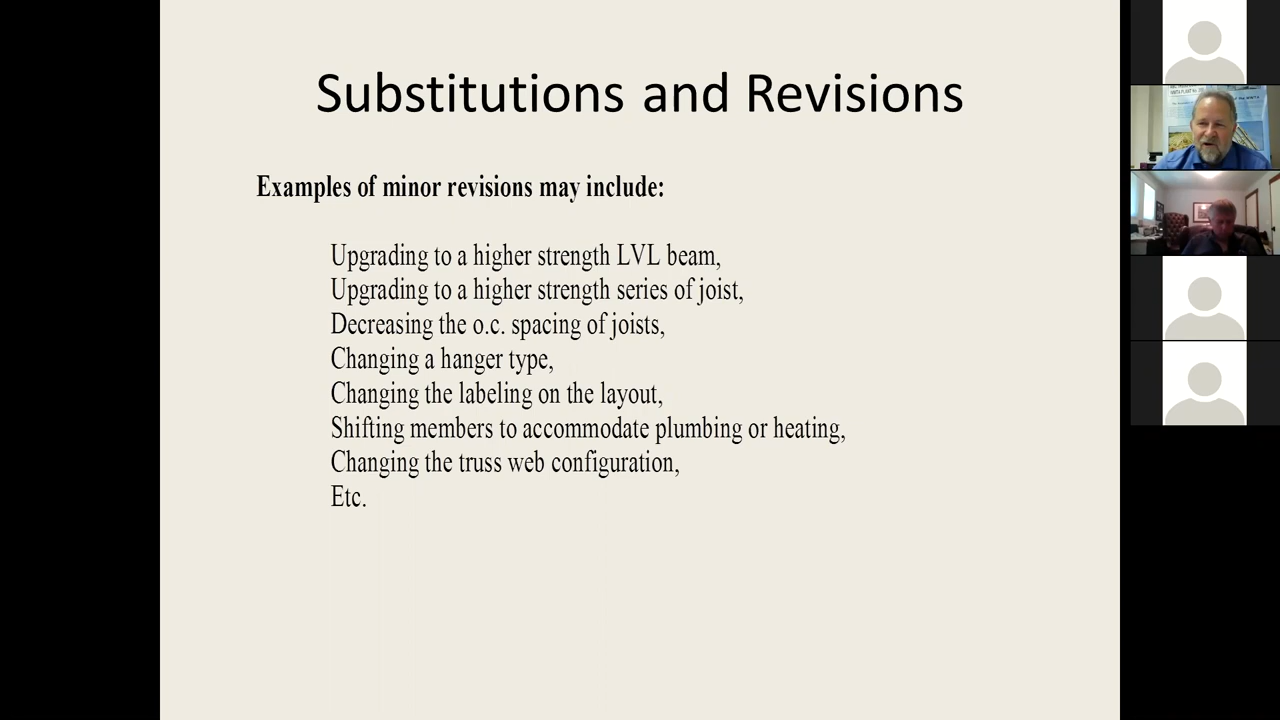 Substitutions and Revisions
Examples of minor revisions may include:
Upgrading to a higher strength LVL beam,
Upgrading to a higher strength series of joist,
Decreasing the o.c. spacing of joists,
Changing a hanger type,
Changing the labeling on the layout,
Shifting members to accommodate plumbing or heating,
Changing the truss web configuration,
Etc.